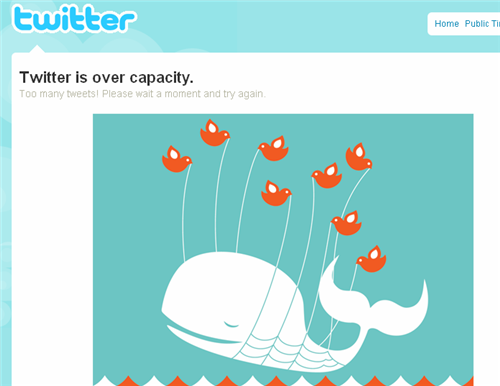 twitter
Home Public Ti
Twitter is over capacity.
Too many tweets! Please wait a moment and try again.